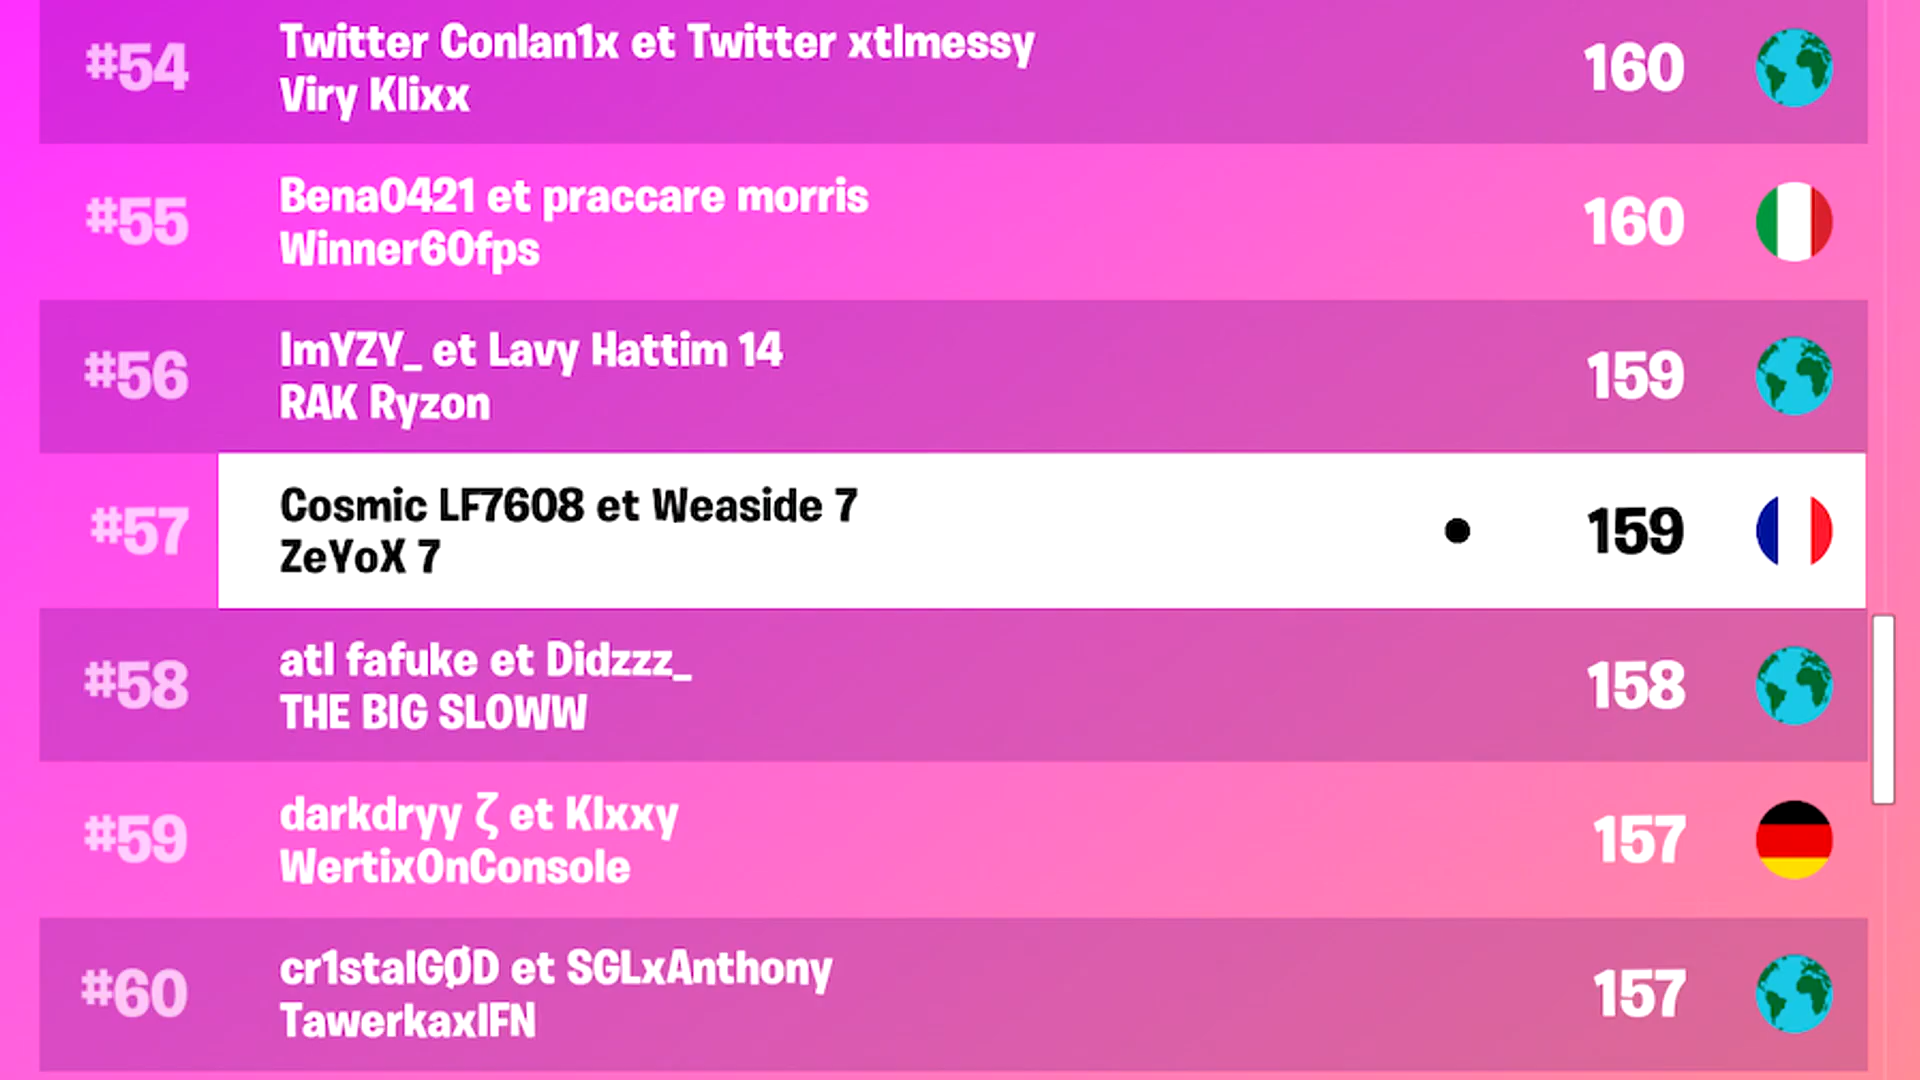 #54 Twitter Conlan1x et Twitter xtlmessy 160
Viry Klixx
#55 Bena0421 et praccare morris 160
Winner60fps
#56 ImYZY_ et Lavy Hattim 14 159
RAK Ryzon
#57 Cosmic LF7608 et Weaside 7 159
ZeYoX 7
#58 atl fafuke et Didzzz_ 158
THE BIG SLOWW
#59 darkdryy ζ et Klxxy 157
WertixOnConsole
#60 cr1stalGØD et SGLxAnthony 157
TawerkaxIFN